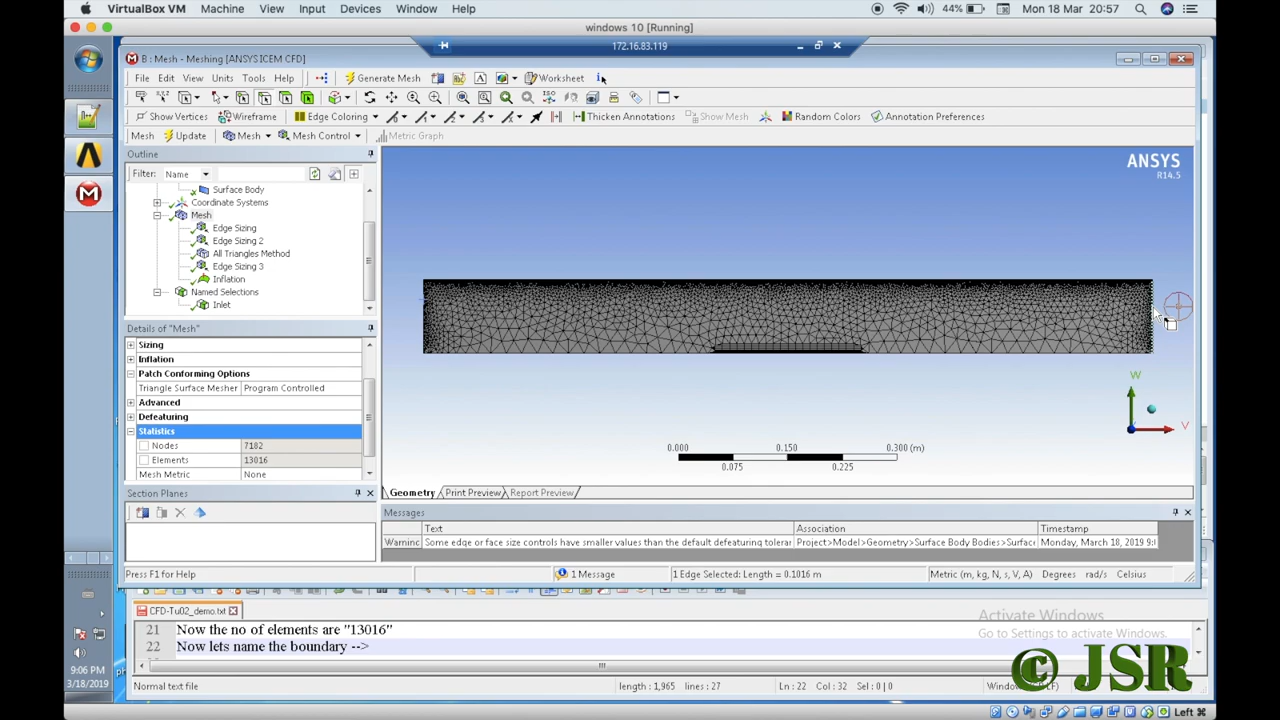 VirtualBox VM Machine View Input Devices Window Help 44% Mon 18 Mar 20:57
windows 10 [Running]
172.16.83.119
B : Mesh - Meshing [ANSYS ICEM CFD]
File Edit View Units Tools Help Generate Mesh Worksheet
Show Vertices Wireframe Edge Coloring Thicken Annotations Show Mesh Random Colors Annotation Preferences
Mesh Update Mesh Mesh Control Metric Graph
Outline
Filter: Name
Surface Body
Coordinate Systems
Mesh
Edge Sizing
Edge Sizing 2
All Triangles Method
Edge Sizing 3
Inflation
Named Selections
Inlet
Details of "Mesh"
Sizing
Inflation
Patch Conforming Options
Triangle Surface Mesher Program Controlled
Advanced
Defeaturing
Statistics
Nodes 7182
Elements 13016
Mesh Metric None
Section Planes
ANSYS
R14.5
W
V
0.000 0.150 0.300 (m)
0.075 0.225
Geometry Print Preview Report Preview
Messages
Text Association Timestamp
Warninc Some edge or face size controls have smaller values than the default defeaturing tolerar Project>Model>Geometry>Surface Body Bodies>Surfac Monday, March 18, 2019 9:0
Press F1 for Help 1 Message 1 Edge Selected: Length = 0.1016 m Metric (m, kg, N, s, V, A) Degrees rad/s Celsius
CFD-Tu02_demo.txt
21 Now the no of elements are "13016"
22 Now lets name the boundary -->
Activate Windows
Go to Settings to activate Windows.
© JSR
Normal text file length : 1,965 lines : 27 Ln : 22 Col : 32 Sel : 0 | 0
9:06 PM
3/18/2019
Left ⌘